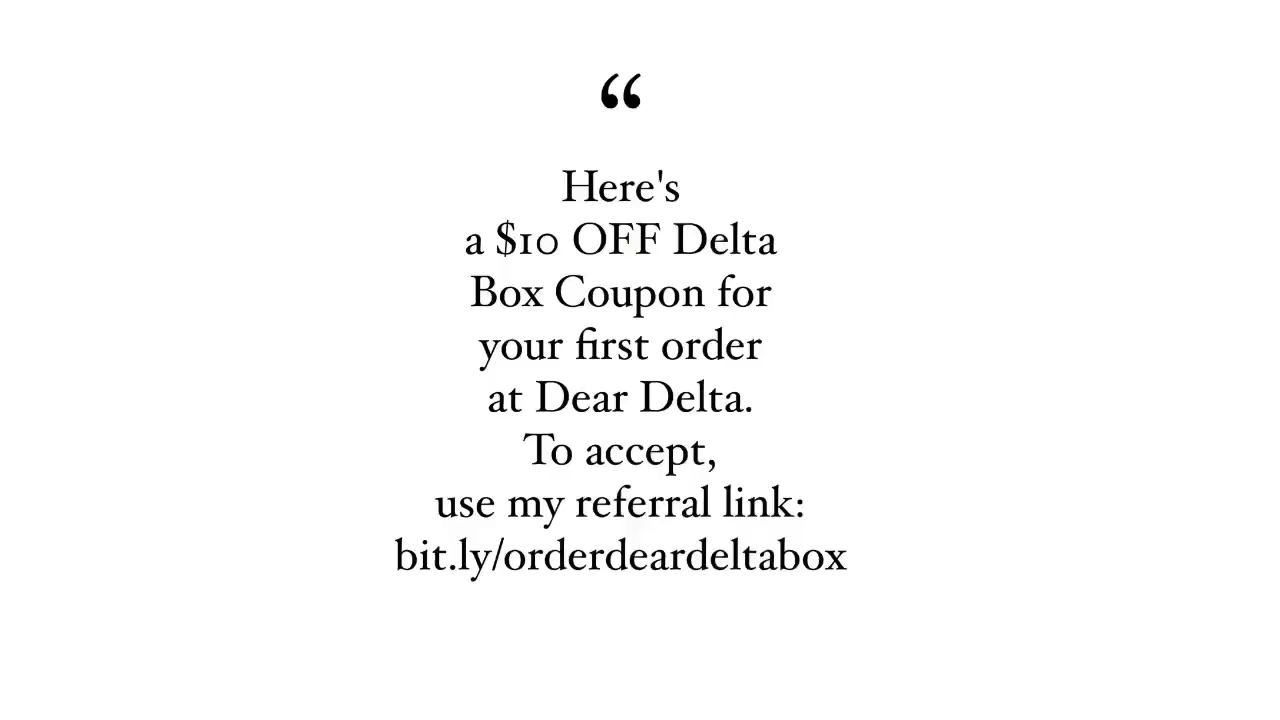 “
Here's
a $10 OFF Delta
Box Coupon for
your first order
at Dear Delta.
To accept,
use my referral link:
bit.ly/orderdeardeltabox